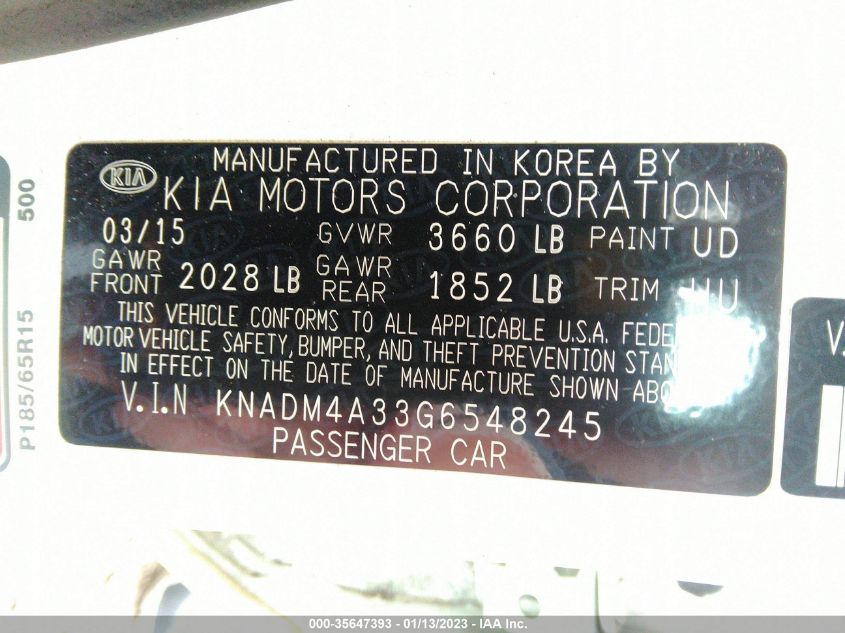 MANUFACTURED IN KOREA BY
KIA KIA MOTORS CORPORATION
03/15 GVWR 3660 LB PAINT UD
GAWR FRONT 2028 LB GAWR REAR 1852 LB TRIM
THIS VEHICLE CONFORMS TO ALL APPLICABLE U.S.A.
MOTOR VEHICLE SAFETY, BUMPER, AND THEFT PREVENTION
IN EFFECT ON THE DATE OF MANUFACTURE SHOWN
V.I.N KNADM4A33G6548245
PASSENGER CAR
P185/65R15 500
000-35647393 - 01/13/2023 - IAA Inc.